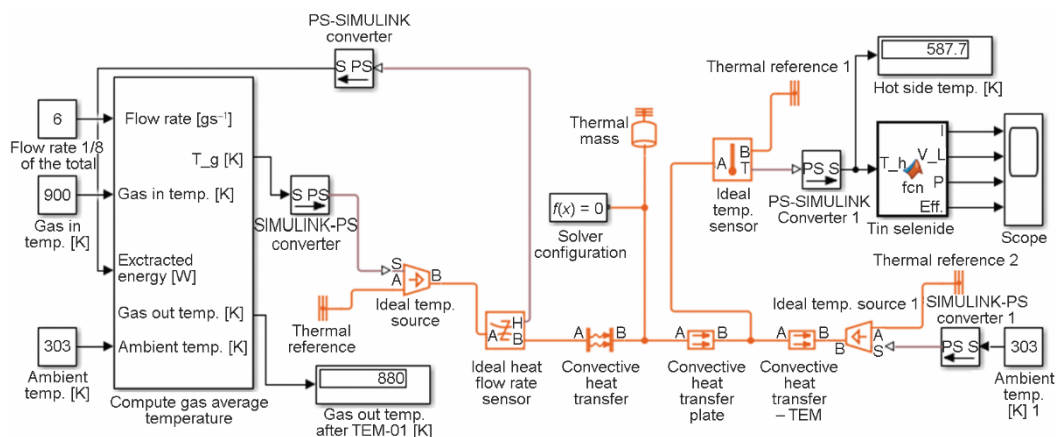 PS-SIMULINK
converter
S PS
6
Flow rate 1/8
of the total
900
Gas in
temp. [K]
303
Ambient
temp. [K]
Flow rate [gs⁻¹]
T_g [K]
Gas in temp. [K]
Exctracted
energy [W]
Gas out temp. [K]
Ambient temp. [K]
Compute gas average
temperature
S PS
SIMULINK-PS
converter
880
Gas out temp.
after TEM-01 [K]
Thermal
reference
S
A
B
Ideal temp.
source
A
H
B
Ideal heat
flow rate
sensor
A B
Convective
heat
transfer
f(x) = 0
Solver
configuration
Thermal
mass
A B
Convective
heat
transfer
plate
A B
Convective
heat
transfer
– TEM
Thermal reference 1
A
B
T
Ideal
temp.
sensor
PS S
PS-SIMULINK
Converter 1
587.7
Hot side temp. [K]
T_h
fcn
I
V_L
P
Eff.
Tin selenide
Scope
Thermal reference 2
Ideal temp. source 1
B
A
S
SIMULINK-PS
converter 1
PS S
303
Ambient
temp.
[K] 1